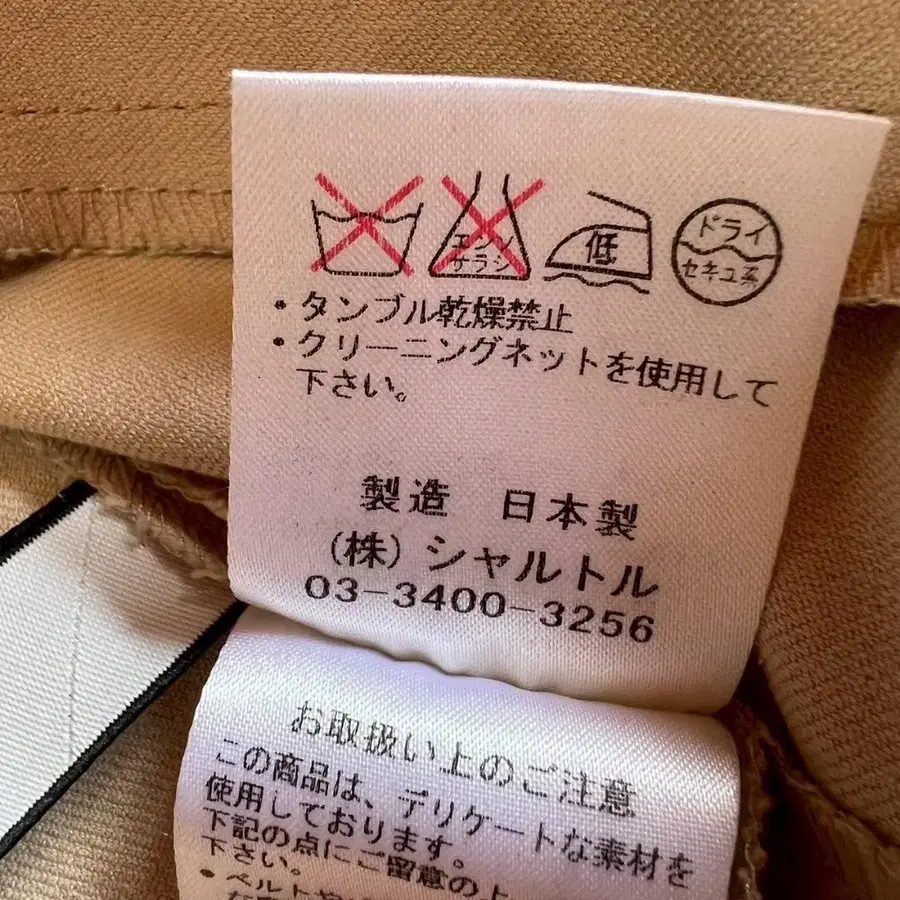 エンソ
サラシ
低
ドライ
セキユ系
・タンブル乾燥禁止
・クリーニングネットを使用して
下さい。
製造 日本製
(株)シャルトル
03-3400-3256
お取扱い上のご注意
この商品は、デリケートな素材を
使用しております。
下記の点にご留意の上
下さい。
・ベルトや